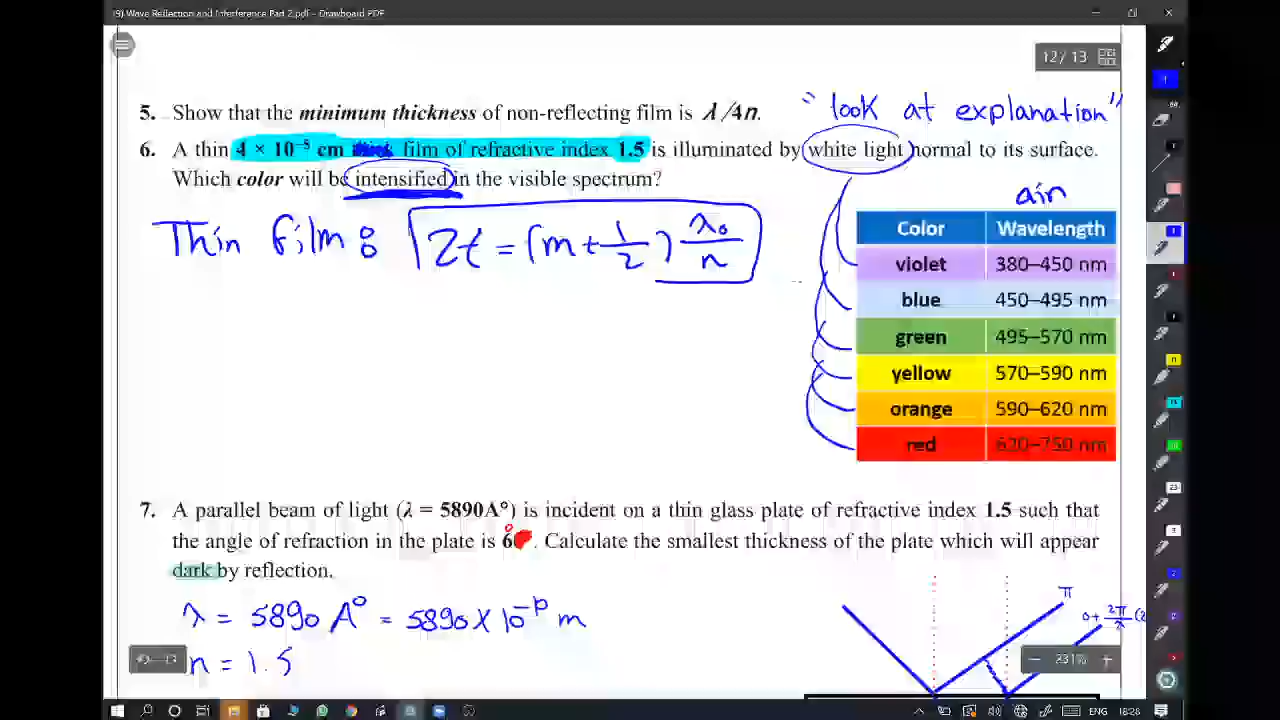 (9) Wave Reflection and Interference Part 2.pdf - Drawboard PDF
12/13
5. Show that the minimum thickness of non-reflecting film is λ/4n.
"look at explanation"
6. A thin 4 × 10⁻⁵ cm thick film of refractive index 1.5 is illuminated by white light normal to its surface.
Which color will be intensified in the visible spectrum?
Thin film : 2t = (m + 1/2) λ₀/n
air
Color Wavelength
violet 380–450 nm
blue 450–495 nm
green 495–570 nm
yellow 570–590 nm
orange 590–620 nm
red 620–750 nm
7. A parallel beam of light (λ = 5890A°) is incident on a thin glass plate of refractive index 1.5 such that
the angle of refraction in the plate is 6°. Calculate the smallest thickness of the plate which will appear
dark by reflection.
λ = 5890 A° = 5890 × 10⁻¹⁰ m
π
0 + 2π/λ (2
n = 1.5
331%
ENG 18:28